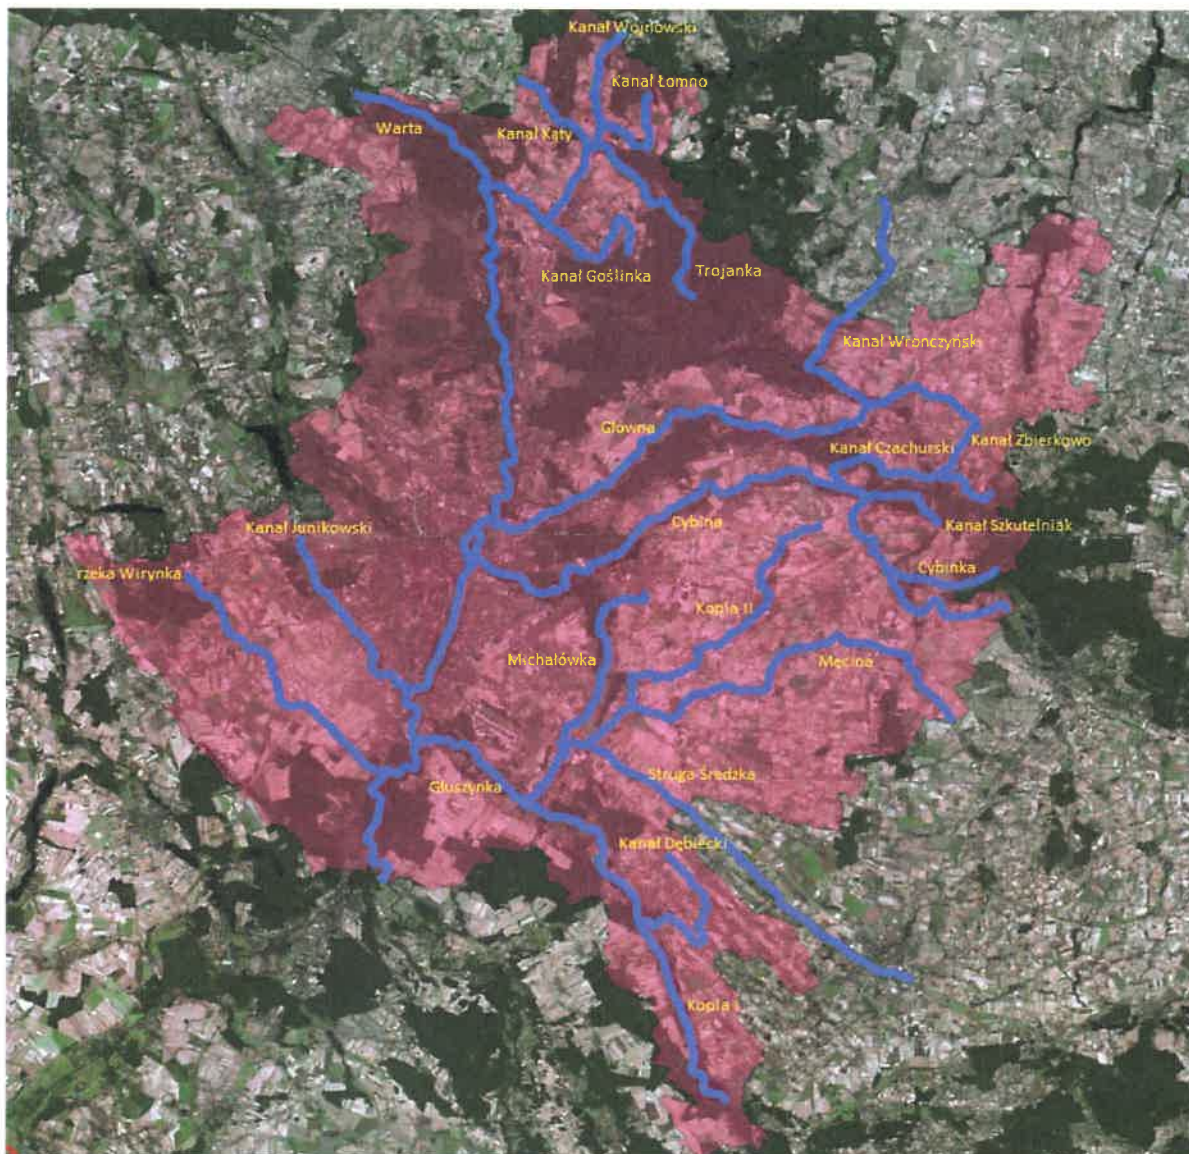 Kanał Wojnowski
Kanał Łomno
Warta
Kanał Kąty
Kanał Goślinka
Trojanka
Kanał Wronczyński
Główna
Kanał Zbierkowo
Kanał Czachurski
Kanał Junikowski
Cybina
Kanał Szkutelniak
rzeka Wirynka
Cybinka
Kopla II
Michałówka
Męcina
Struga Średzka
Głuszynka
Kanał Dębiecki
Kopla I